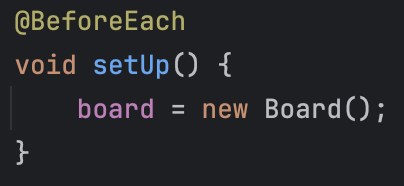 @BeforeEach
void setUp() {
    board = new Board();
}